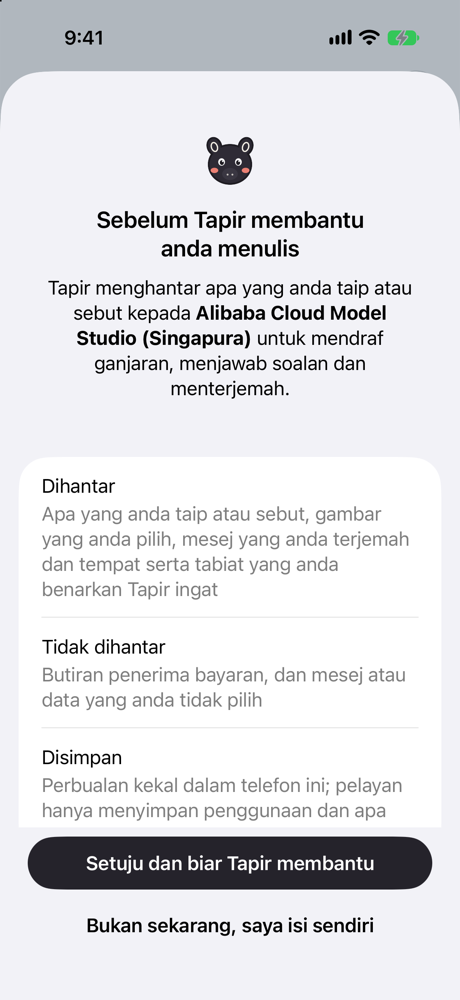 9:41
Sebelum Tapir membantu
anda menulis
Tapir menghantar apa yang anda taip atau
sebut kepada Alibaba Cloud Model
Studio (Singapura) untuk mendraf
ganjaran, menjawab soalan dan
menterjemah.
Dihantar
Apa yang anda taip atau sebut, gambar
yang anda pilih, mesej yang anda terjemah
dan tempat serta tabiat yang anda
benarkan Tapir ingat
Tidak dihantar
Butiran penerima bayaran, dan mesej atau
data yang anda tidak pilih
Disimpan
Perbualan kekal dalam telefon ini; pelayan
hanya menyimpan penggunaan dan apa
Setuju dan biar Tapir membantu
Bukan sekarang, saya isi sendiri